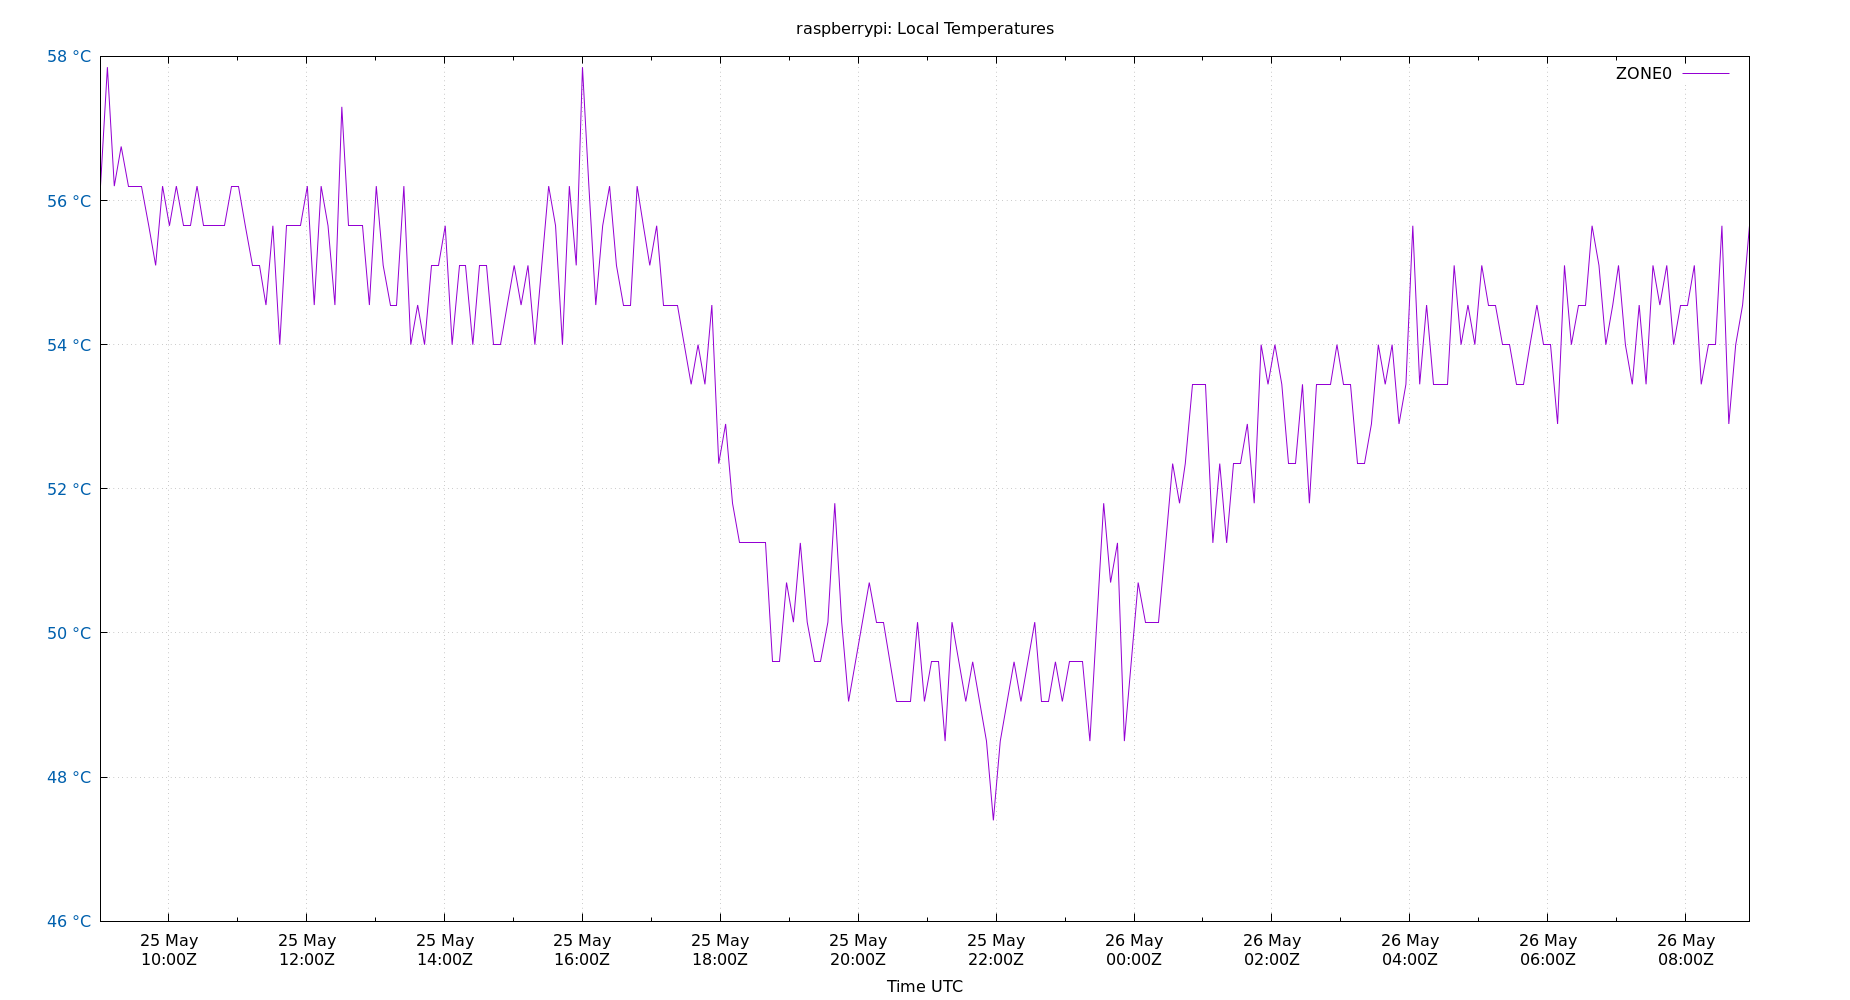 raspberrypi: Local Temperatures
58 °C
ZONE0
56 °C
54 °C
52 °C
50 °C
48 °C
46 °C
25 May 25 May 25 May 25 May 25 May 25 May 25 May 26 May 26 May 26 May 26 May 26 May
10:00Z 12:00Z 14:00Z 16:00Z 18:00Z 20:00Z 22:00Z 00:00Z 02:00Z 04:00Z 06:00Z 08:00Z
Time UTC